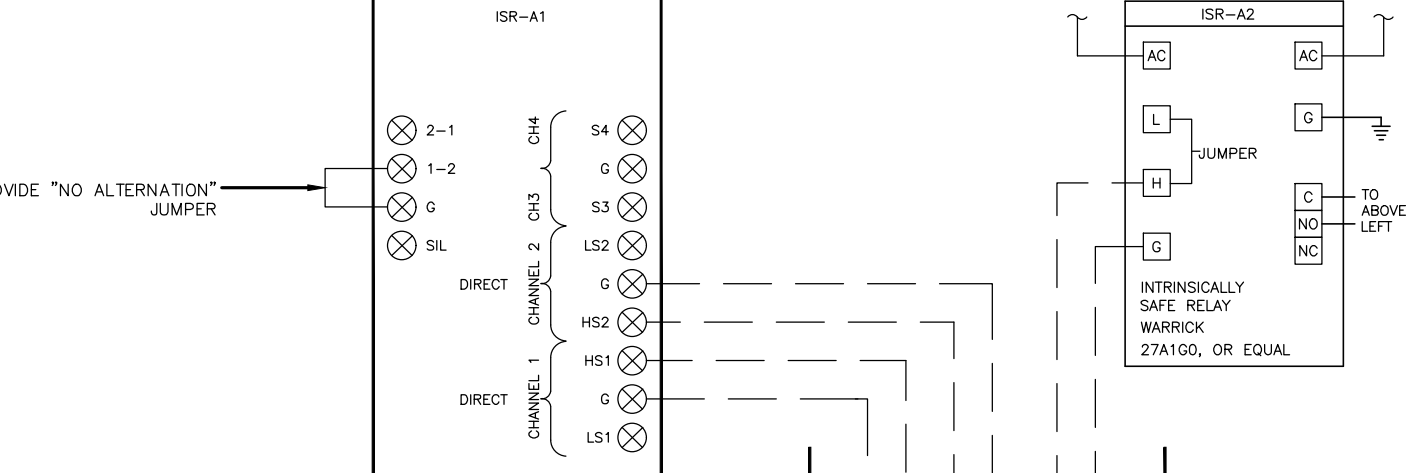 ISR-A1
2-1
1-2
G
SIL
"NO ALTERNATION"
JUMPER
CH4
CH3
CHANNEL 2
CHANNEL 1
DIRECT
DIRECT
S4
G
S3
LS2
G
HS2
HS1
G
LS1
ISR-A2
AC
AC
L
G
JUMPER
H
C
NO
NC
TO
ABOVE
LEFT
G
INTRINSICALLY
SAFE RELAY
WARRICK
27A1G0, OR EQUAL